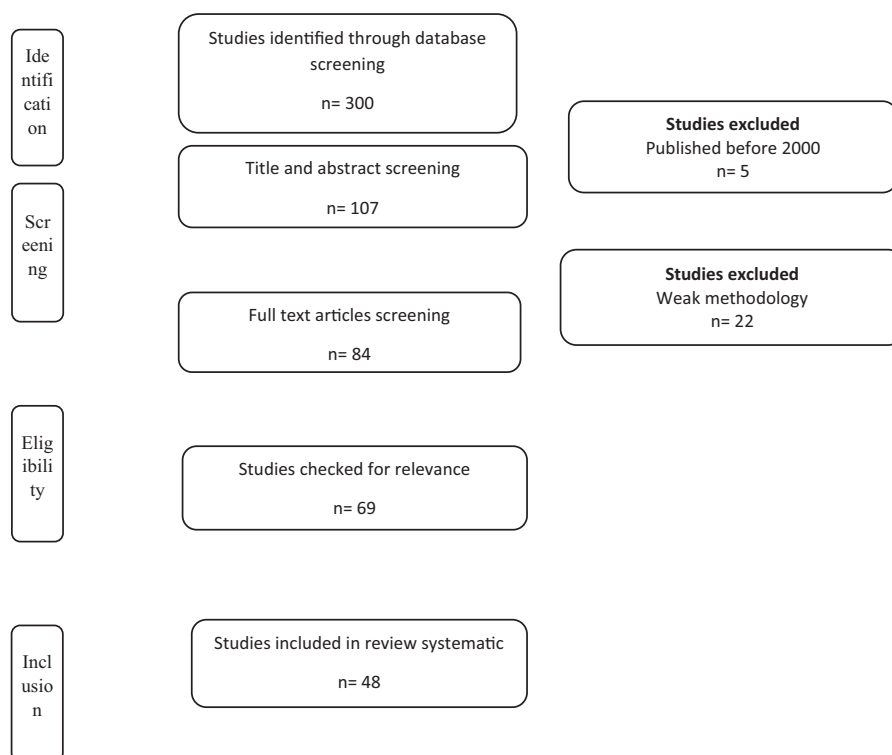 Ide
ntifi
cati
on
Studies identified through database
screening
n= 300
Studies excluded
Published before 2000
n= 5
Title and abstract screening
n= 107
Scr
eeni
ng
Studies excluded
Weak methodology
n= 22
Full text articles screening
n= 84
Elig
ibili
ty
Studies checked for relevance
n= 69
Incl
usio
n
Studies included in review systematic
n= 48